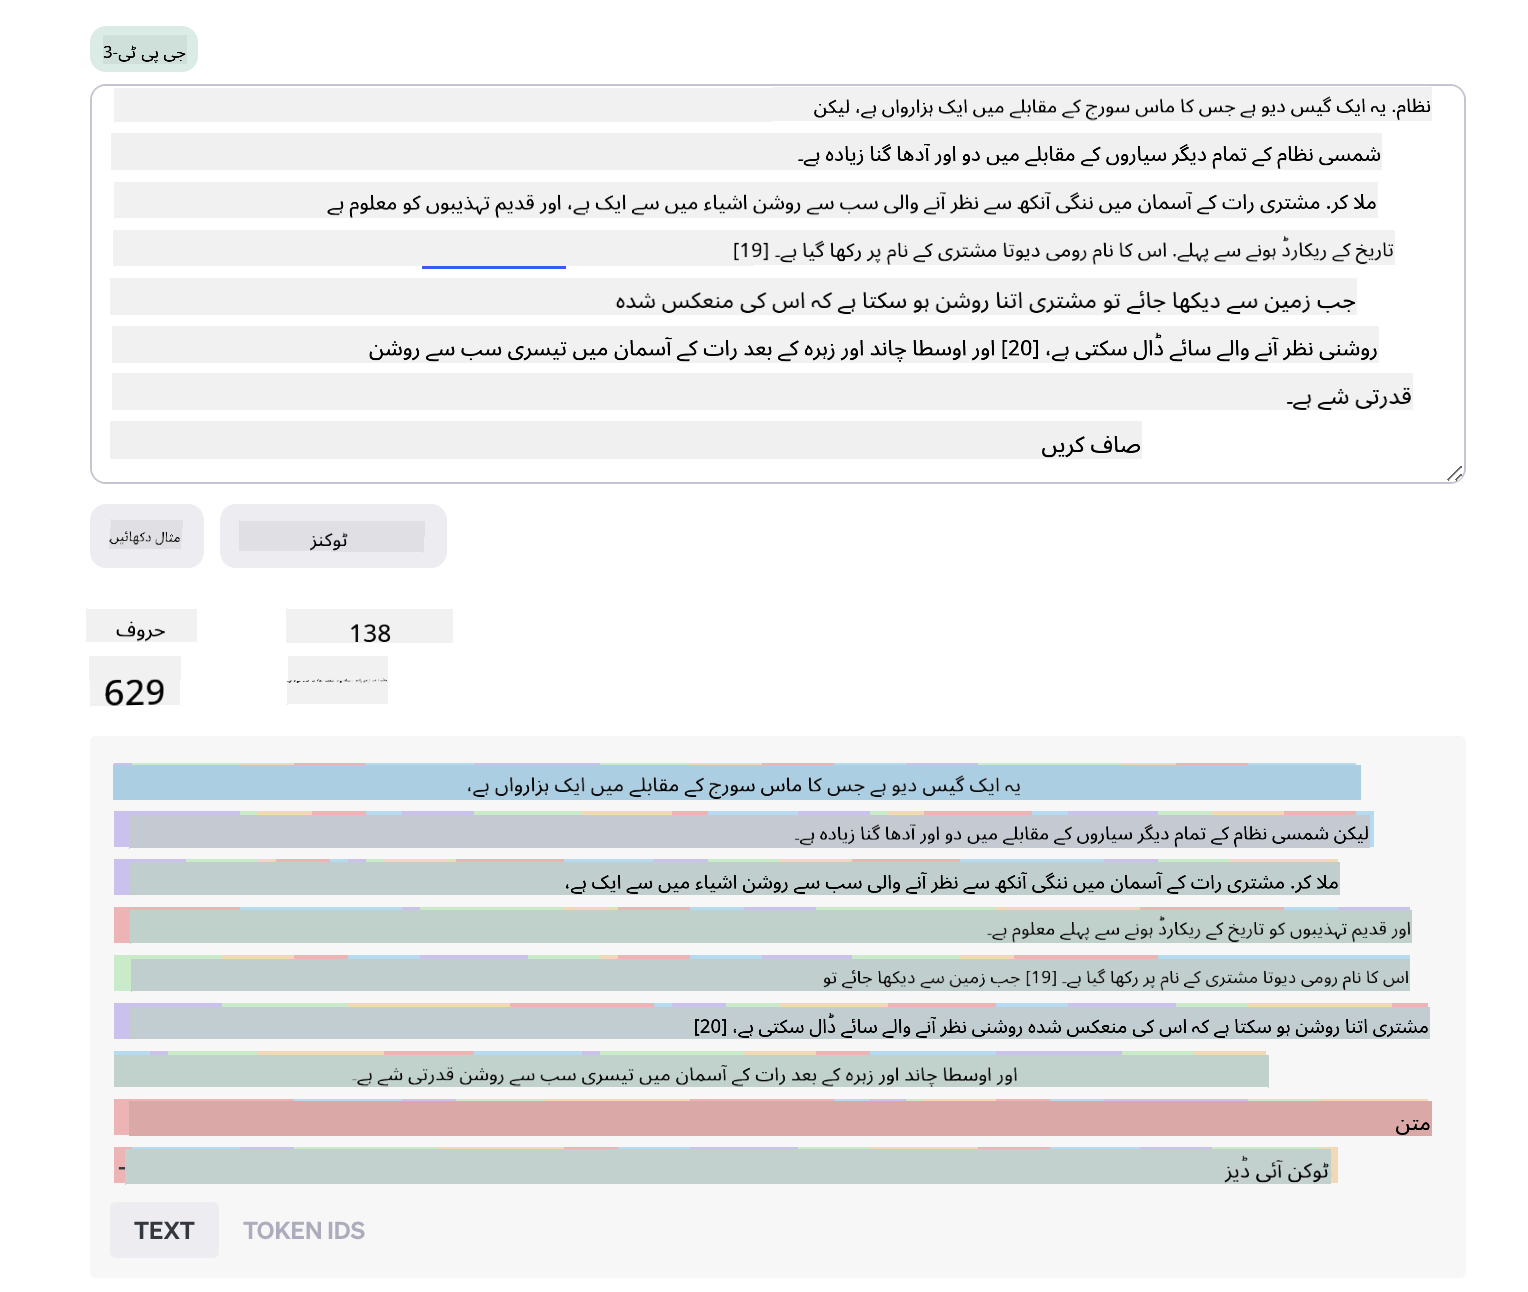 جی پی ٹی-3
نظام. یہ ایک گیس دیو ہے جس کا ماس سورج کے مقابلے میں ایک ہزارواں ہے، لیکن
شمسی نظام کے تمام دیگر سیاروں کے مقابلے میں دو اور آدھا گنا زیادہ ہے۔
ملا کر. مشتری رات کے آسمان میں ننگی آنکھ سے نظر آنے والی سب سے روشن اشیاء میں سے ایک ہے، اور قدیم تہذیبوں کو معلوم ہے
تاریخ کے ریکارڈ ہونے سے پہلے. اس کا نام رومی دیوتا مشتری کے نام پر رکھا گیا ہے۔ [19]
جب زمین سے دیکھا جائے تو مشتری اتنا روشن ہو سکتا ہے کہ اس کی منعکس شدہ
روشنی نظر آنے والے سائے ڈال سکتی ہے، [20] اور اوسطا چاند اور زہرہ کے بعد رات کے آسمان میں تیسری سب سے روشن
قدرتی شے ہے۔
صاف کریں
مثال دکھائیں
ٹوکنز
حروف
138
629
یہ ایک گیس دیو ہے جس کا ماس سورج کے مقابلے میں ایک ہزارواں ہے،
لیکن شمسی نظام کے تمام دیگر سیاروں کے مقابلے میں دو اور آدھا گنا زیادہ ہے۔
ملا کر. مشتری رات کے آسمان میں ننگی آنکھ سے نظر آنے والی سب سے روشن اشیاء میں سے ایک ہے،
اور قدیم تہذیبوں کو تاریخ کے ریکارڈ ہونے سے پہلے معلوم ہے۔
اس کا نام رومی دیوتا مشتری کے نام پر رکھا گیا ہے۔ [19] جب زمین سے دیکھا جائے تو
مشتری اتنا روشن ہو سکتا ہے کہ اس کی منعکس شدہ روشنی نظر آنے والے سائے ڈال سکتی ہے، [20]
اور اوسطا چاند اور زہرہ کے بعد رات کے آسمان میں تیسری سب سے روشن قدرتی شے ہے۔
متن
ٹوکن آئی ڈیز
TEXT
TOKEN IDS